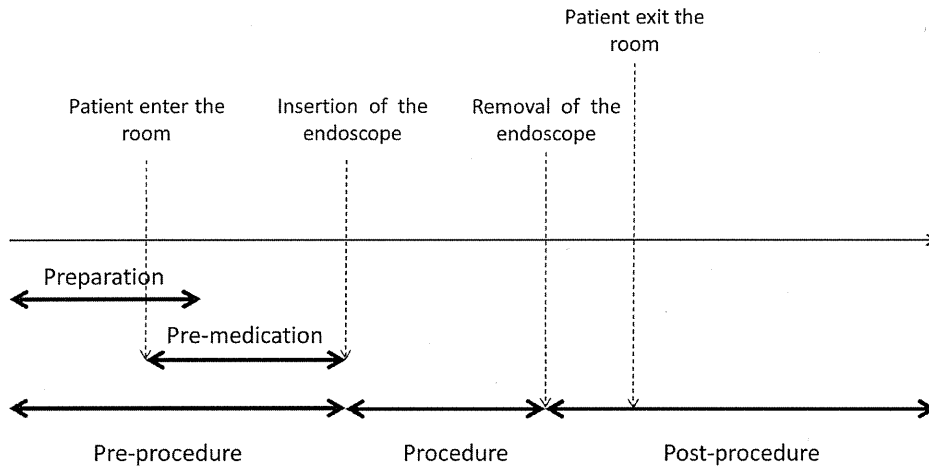 Patient exit the
room
Patient enter the
room
Insertion of the
endoscope
Removal of the
endoscope
Preparation
Pre-medication
Pre-procedure
Procedure
Post-procedure